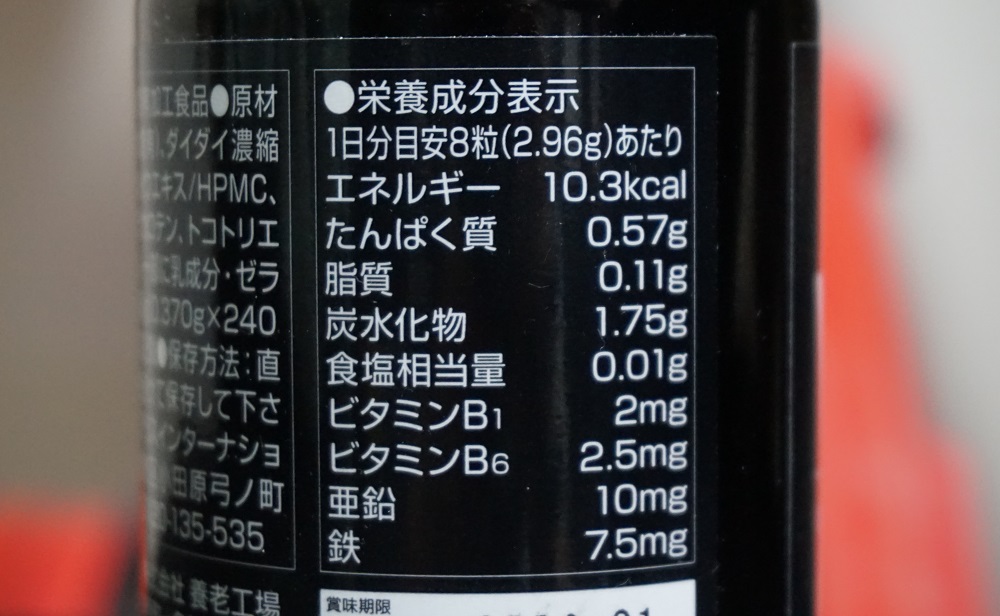 工食品●原材
ダイダイ濃縮
エキス/HPMC、
テン、トコトリエ
に乳成分・ゼラ
370g×240
●保存方法：直
て保存して下さ
インターナショ
小田原弓ノ町
-135-535
会社 養老工場
●栄養成分表示
1日分目安8粒(2.96g)あたり
エネルギー 10.3kcal
たんぱく質 0.57g
脂質 0.11g
炭水化物 1.75g
食塩相当量 0.01g
ビタミンB1 2mg
ビタミンB6 2.5mg
亜鉛 10mg
鉄 7.5mg
賞味期限